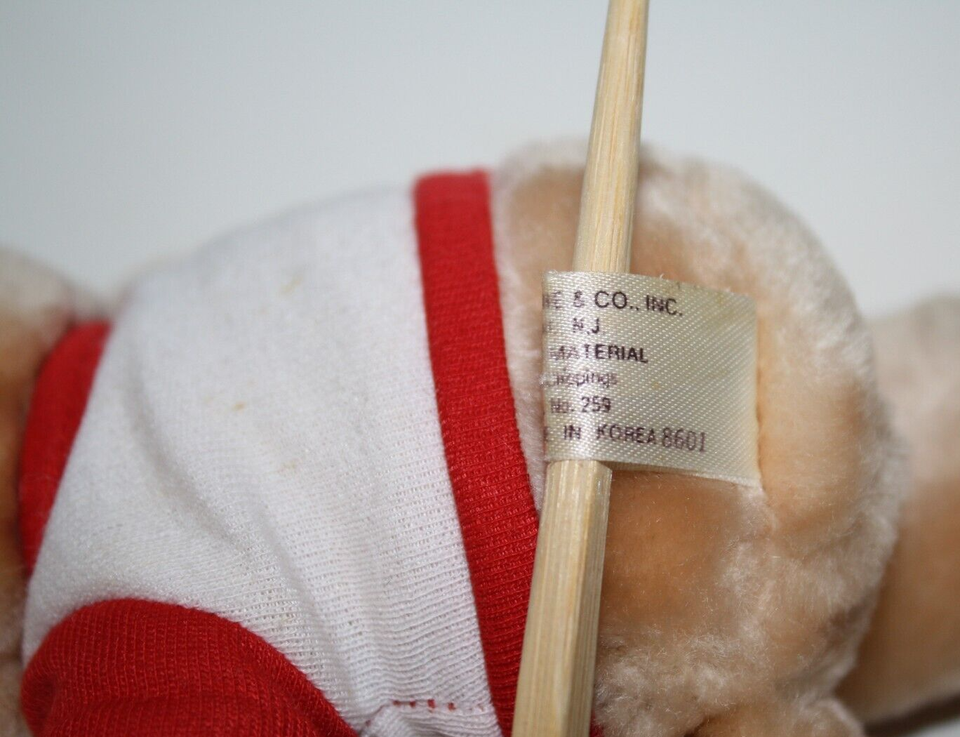 & CO., INC.
N.J.
MATERIAL
No. 259
IN KOREA 8601